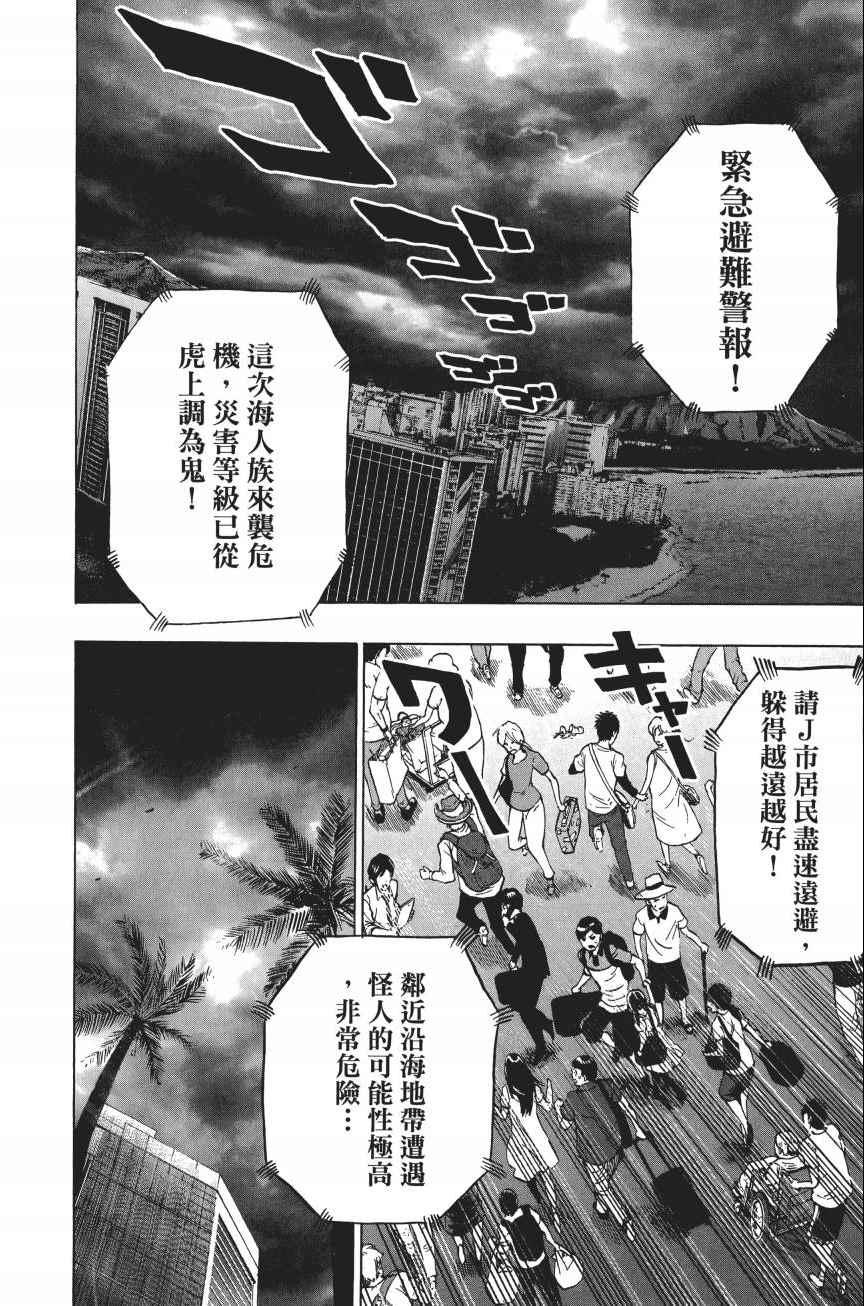 緊急避難警報！
ゴ
ゴ
ゴゴ
ゴゴ
這次海人族來襲危
機，災害等級已從
虎上調為鬼！
請J市居民盡速遠避，
躲得越遠越好！
キャー
ワー
鄰近沿海地帶遭遇
怪人的可能性極高
，非常危險…